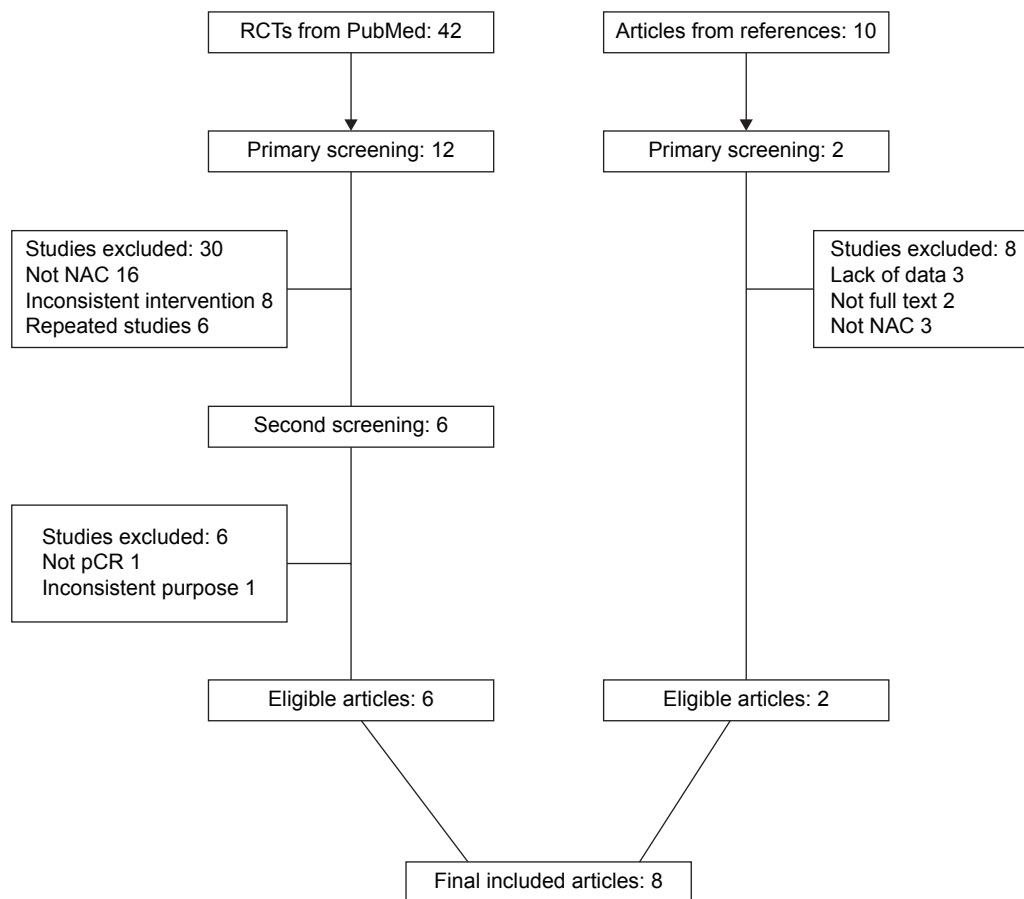 RCTs from PubMed: 42
Articles from references: 10
Primary screening: 12
Primary screening: 2
Studies excluded: 30
Not NAC 16
Inconsistent intervention 8
Repeated studies 6
Studies excluded: 8
Lack of data 3
Not full text 2
Not NAC 3
Second screening: 6
Studies excluded: 6
Not pCR 1
Inconsistent purpose 1
Eligible articles: 6
Eligible articles: 2
Final included articles: 8